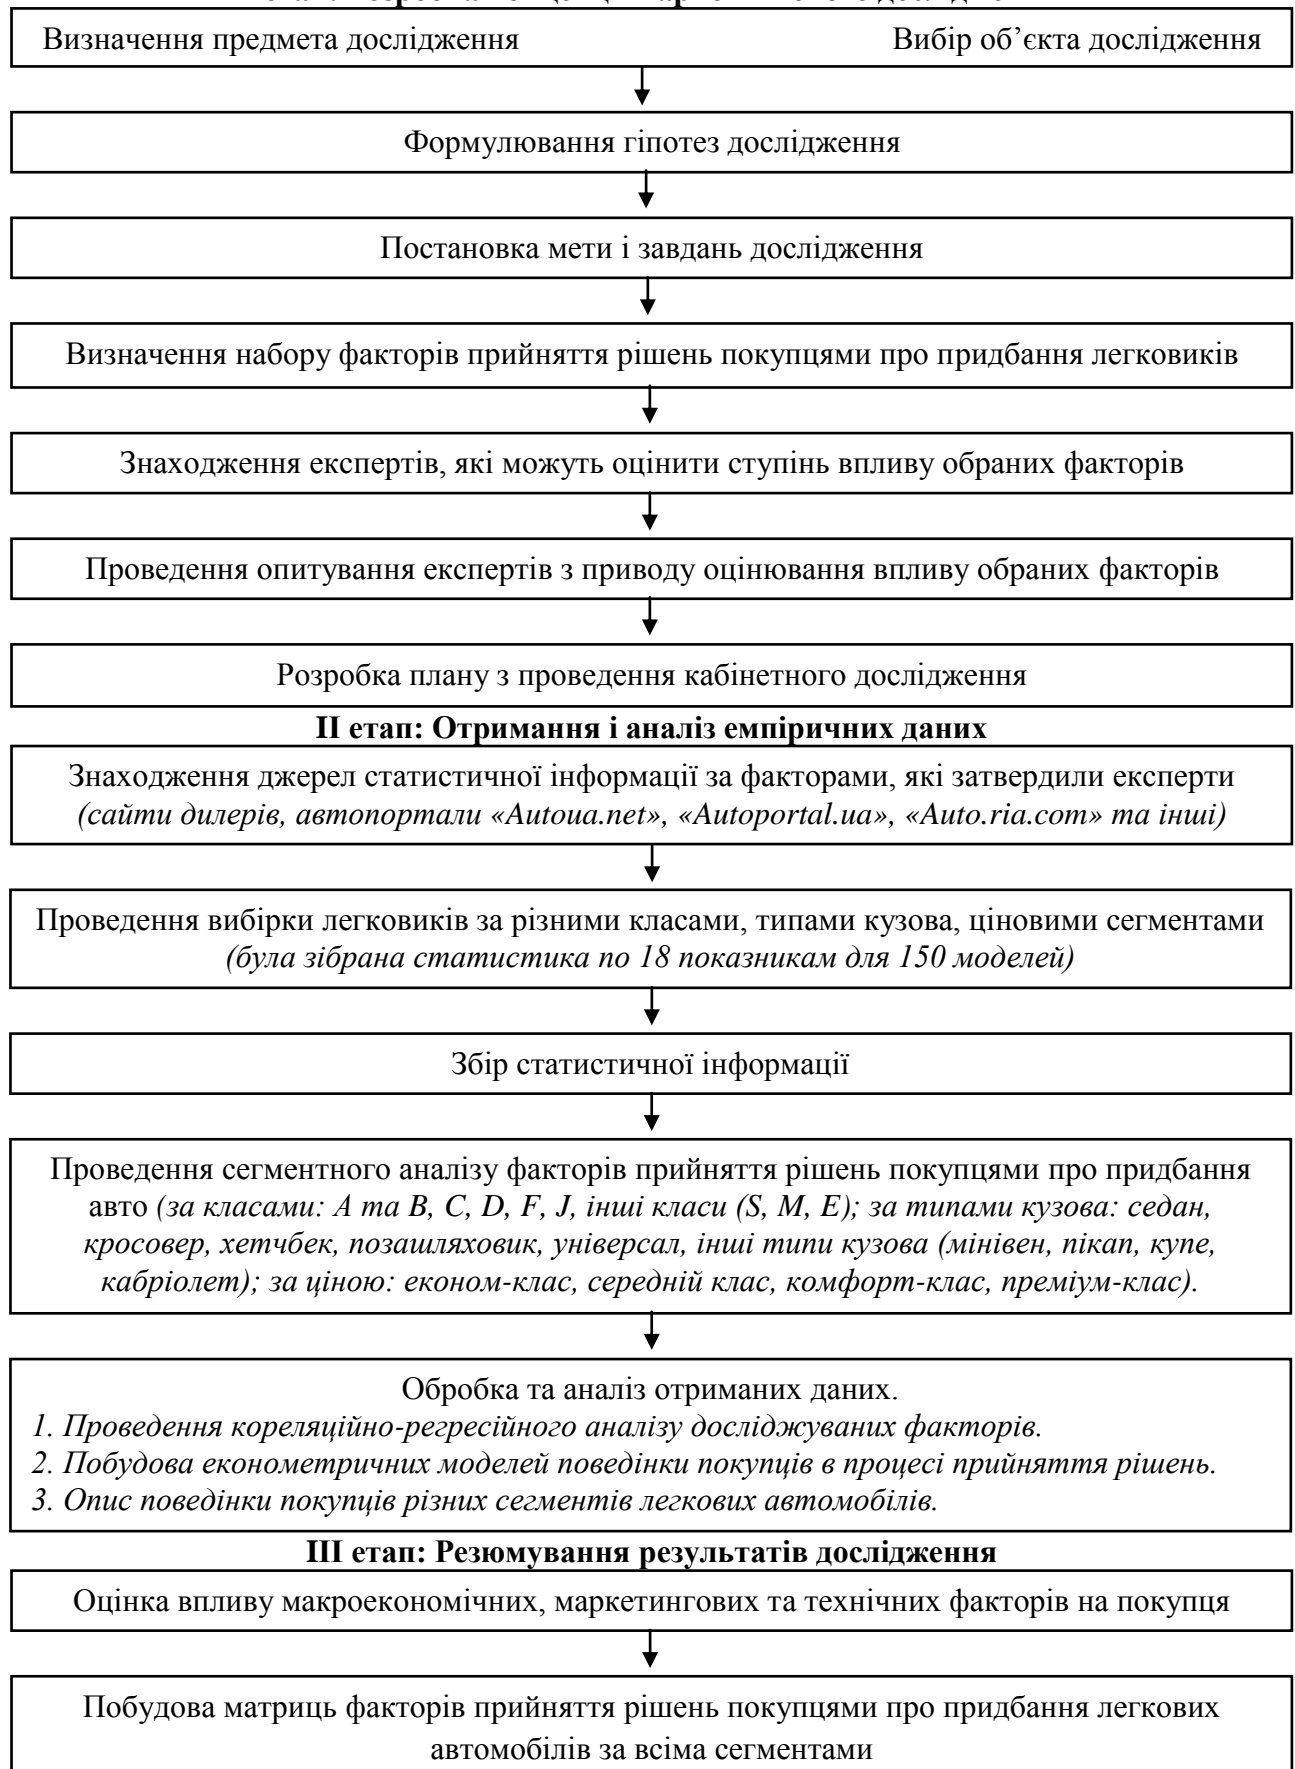 Визначення предмета дослідження Вибір об’єкта дослідження
Формулювання гіпотез дослідження
Постановка мети і завдань дослідження
Визначення набору факторів прийняття рішень покупцями про придбання легковиків
Знаходження експертів, які можуть оцінити ступінь впливу обраних факторів
Проведення опитування експертів з приводу оцінювання впливу обраних факторів
Розробка плану з проведення кабінетного дослідження
ІІ етап: Отримання і аналіз емпіричних даних
Знаходження джерел статистичної інформації за факторами, які затвердили експерти
(сайти дилерів, автопортали «Autoua.net», «Autoportal.ua», «Auto.ria.com» та інші)
Проведення вибірки легковиків за різними класами, типами кузова, ціновими сегментами
(була зібрана статистика по 18 показникам для 150 моделей)
Збір статистичної інформації
Проведення сегментного аналізу факторів прийняття рішень покупцями про придбання
авто (за класами: A та B, C, D, F, J, інші класи (S, M, E); за типами кузова: седан,
кросовер, хетчбек, позашляховик, універсал, інші типи кузова (мінівен, пікап, купе,
кабріолет); за ціною: економ-клас, середній клас, комфорт-клас, преміум-клас).
Обробка та аналіз отриманих даних.
1. Проведення кореляційно-регресійного аналізу досліджуваних факторів.
2. Побудова економетричних моделей поведінки покупців в процесі прийняття рішень.
3. Опис поведінки покупців різних сегментів легкових автомобілів.
ІІІ етап: Резюмування результатів дослідження
Оцінка впливу макроекономічних, маркетингових та технічних факторів на покупця
Побудова матриць факторів прийняття рішень покупцями про придбання легкових
автомобілів за всіма сегментами